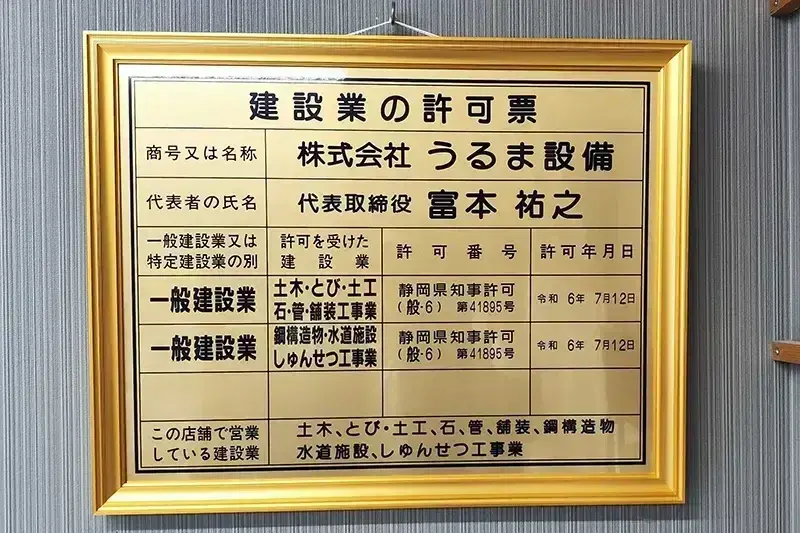 建設業の許可票
商号又は名称 株式会社 うるま設備
代表者の氏名 代表取締役 富本 祐之
一般建設業又は
特定建設業の別
許可を受けた
建設業
許可番号
許可年月日
一般建設業
土木・とび・土工
石・管・舗装工事業
静岡県知事許可
(般-6) 第41895号
令和 6年 7月12日
一般建設業
鋼構造物・水道施設
しゅんせつ工事業
静岡県知事許可
(般-6) 第41895号
令和 6年 7月12日
この店舗で営業
している建設業
土木、とび・土工、石、管、舗装、鋼構造物
水道施設、しゅんせつ工事業